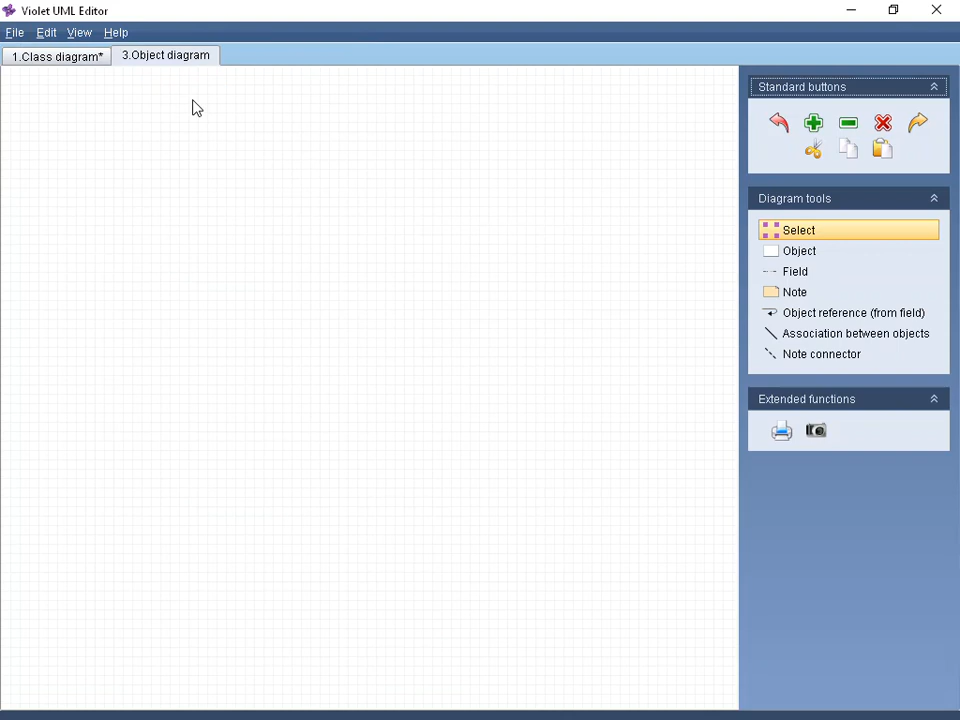 Violet UML Editor
File Edit View Help
1.Class diagram* 3.Object diagram
Standard buttons
Diagram tools
Select
Object
Field
Note
Object reference (from field)
Association between objects
Note connector
Extended functions